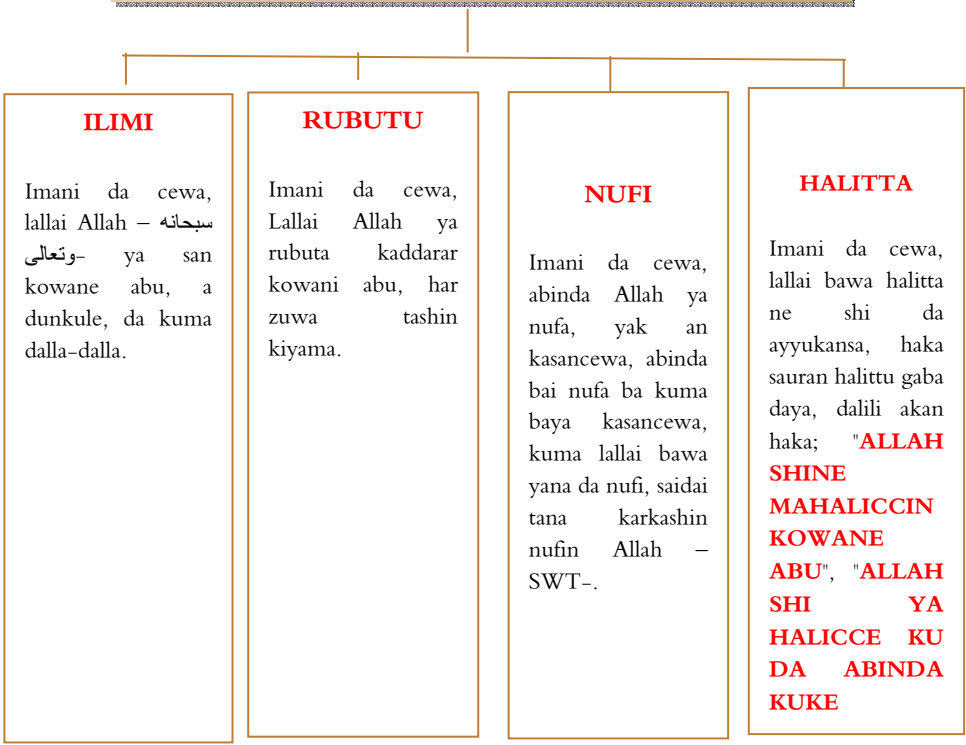 ILIMI
Imani da cewa,
lallai Allah – سبحانه
وتعالى- ya san
kowane abu, a
dunkule, da kuma
dalla-dalla.
RUBUTU
Imani da cewa,
Lallai Allah ya
rubuta kaddarar
kowani abu, har
zuwa tashin
kiyama.
NUFI
Imani da cewa,
abinda Allah ya
nufa, yak an
kasancewa, abinda
bai nufa ba kuma
baya kasancewa,
kuma lallai bawa
yana da nufi, saidai
tana karkashin
nufin Allah –
SWT-.
HALITTA
Imani da cewa,
lallai bawa halitta
ne shi da
ayyukansa, haka
sauran halittu gaba
daya, dalili akan
haka; "ALLAH
SHINE
MAHALICCIN
KOWANE
ABU", "ALLAH
SHI YA
HALICCE KU
DA ABINDA
KUKE